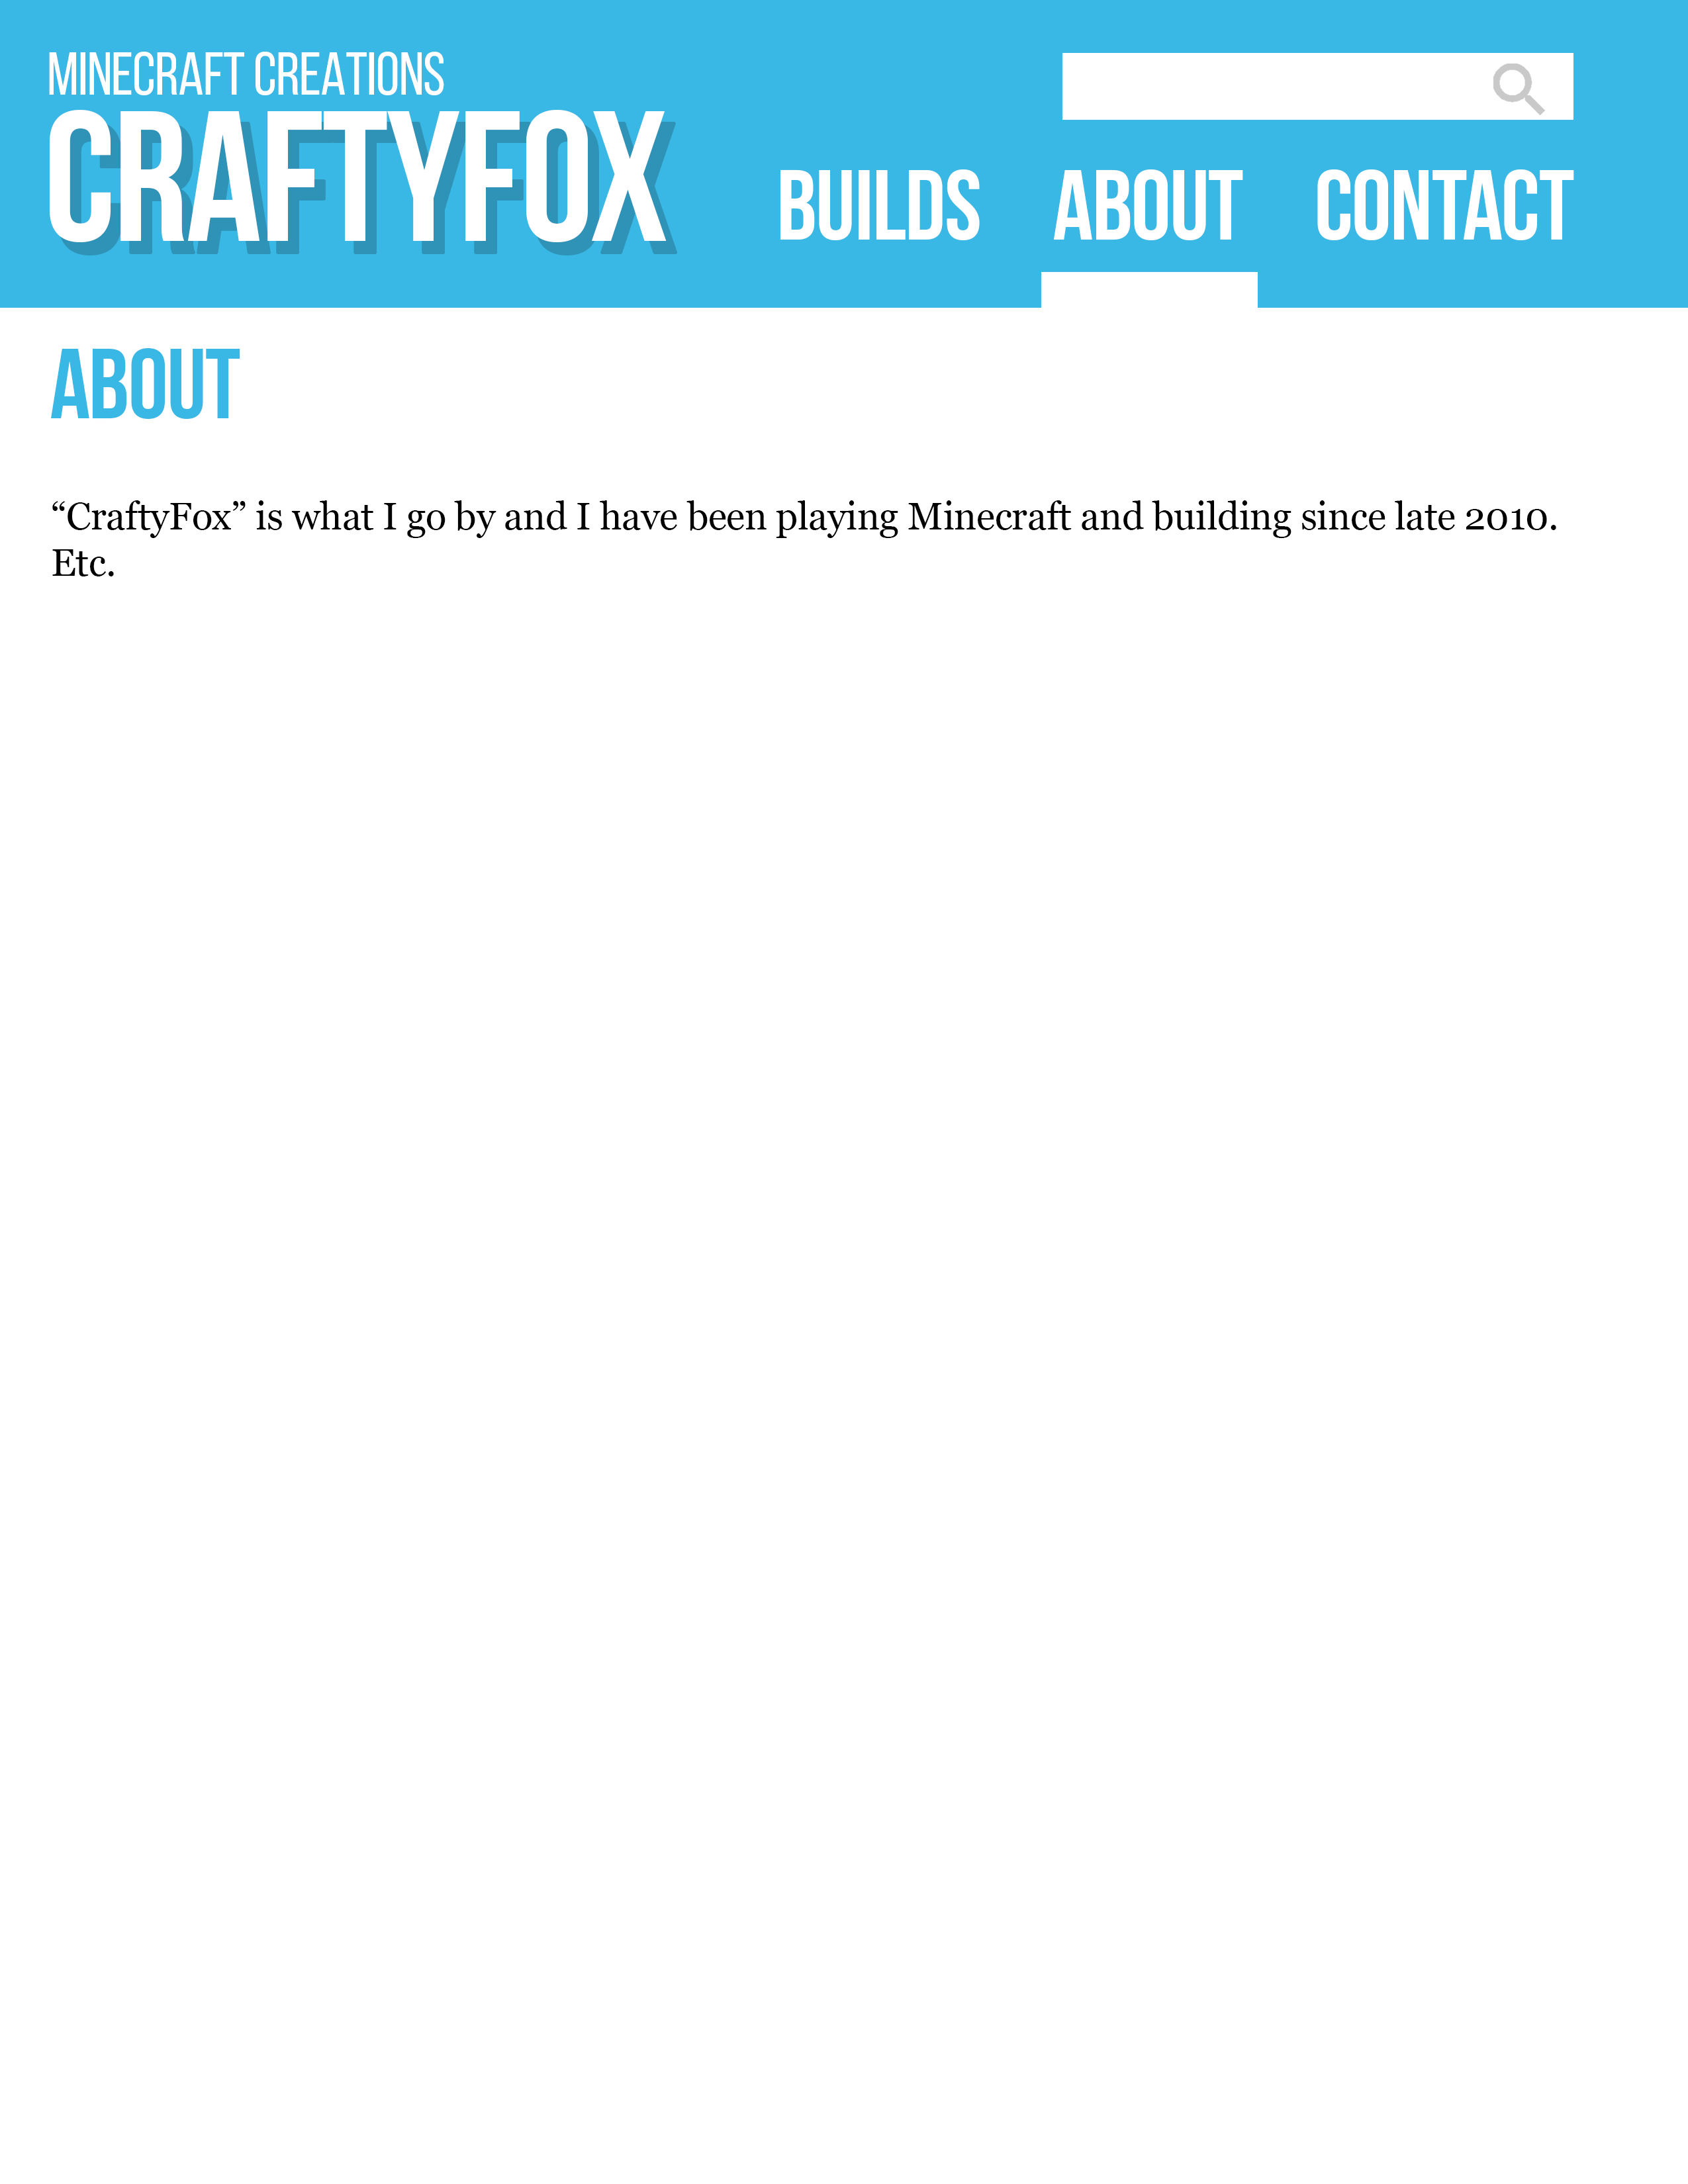 MINECRAFT CREATIONS
CRAFTYFOX
BUILDS ABOUT CONTACT
ABOUT
“CraftyFox” is what I go by and I have been playing Minecraft and building since late 2010.
Etc.